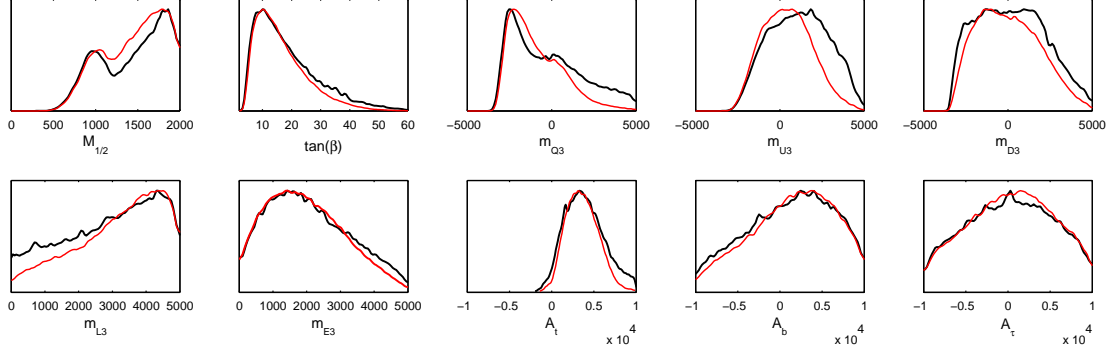 0 500 1000 1500 2000
M1/2
10 20 30 40 50 60
tan(β)
−5000 0 5000
mQ3
−5000 0 5000
mU3
−5000 0 5000
mD3
0 1000 2000 3000 4000 5000
mL3
0 1000 2000 3000 4000 5000
mE3
−1 −0.5 0 0.5 1
x 10^4
At
−1 −0.5 0 0.5 1
x 10^4
Ab
−1 −0.5 0 0.5 1
x 10^4
Aτ